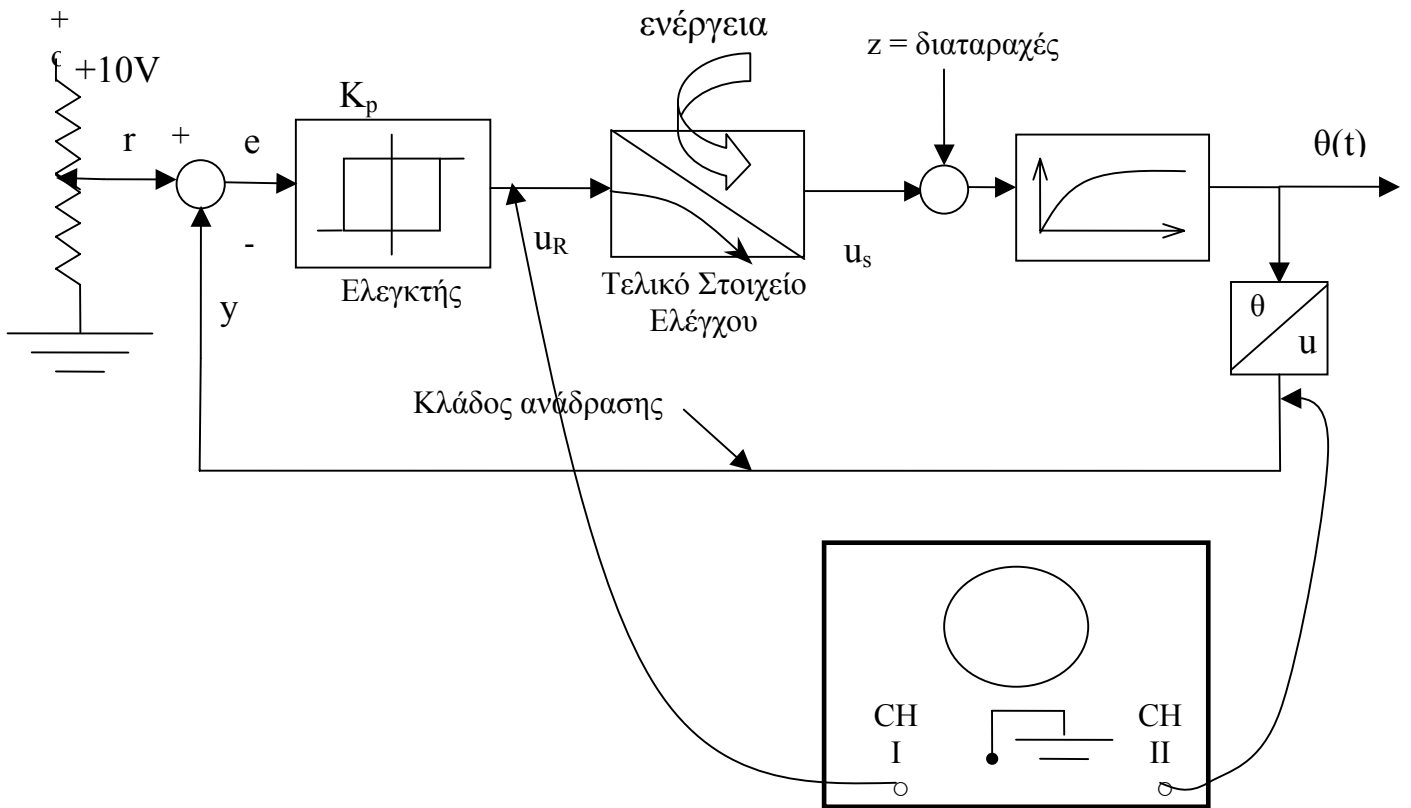 ενέργεια
z = διαταραχές
+
+10V
Kp
r
+
e
θ(t)
-
uR
us
Ελεγκτής
Τελικό Στοιχείο
Ελέγχου
y
θ
u
Κλάδος ανάδρασης
CH
I
CH
II